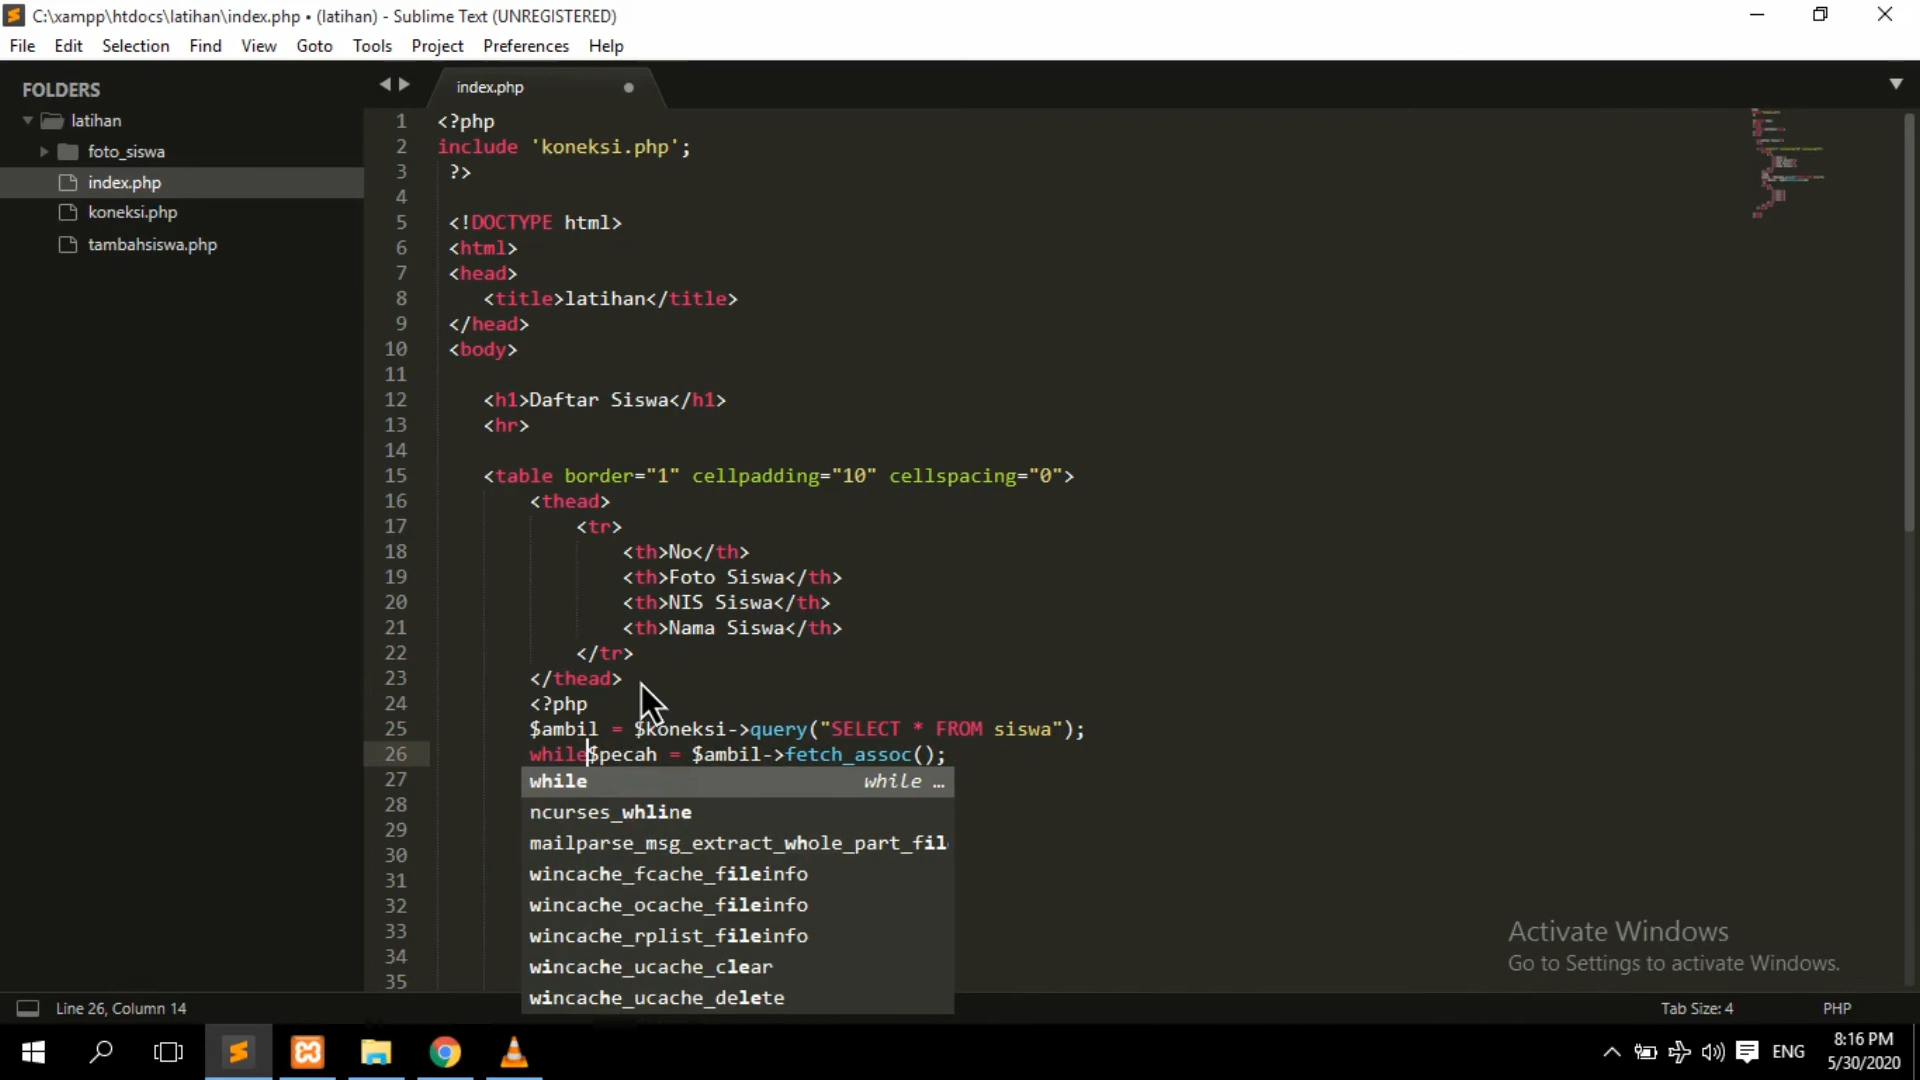 C:\xampp\htdocs\latihan\index.php • (latihan) - Sublime Text (UNREGISTERED)
File Edit Selection Find View Goto Tools Project Preferences Help
FOLDERS
latihan
foto_siswa
index.php
koneksi.php
tambahsiswa.php
index.php
1 <?php
2 include 'koneksi.php';
3 ?>
4
5 <!DOCTYPE html>
6 <html>
7 <head>
8 <title>latihan</title>
9 </head>
10 <body>
11
12 <h1>Daftar Siswa</h1>
13 <hr>
14
15 <table border="1" cellpadding="10" cellspacing="0">
16 <thead>
17 <tr>
18 <th>No</th>
19 <th>Foto Siswa</th>
20 <th>NIS Siswa</th>
21 <th>Nama Siswa</th>
22 </tr>
23 </thead>
24 <?php
25 $ambil = $koneksi->query("SELECT * FROM siswa");
26 while$pecah = $ambil->fetch_assoc();
27 while while …
28 ncurses_whline
29 mailparse_msg_extract_whole_part_fil
30 wincache_fcache_fileinfo
31 wincache_ocache_fileinfo
32 wincache_rplist_fileinfo
33 wincache_ucache_clear
34 wincache_ucache_delete
35
Activate Windows
Go to Settings to activate Windows.
Line 26, Column 14 Tab Size: 4 PHP
ENG
8:16 PM
5/30/2020